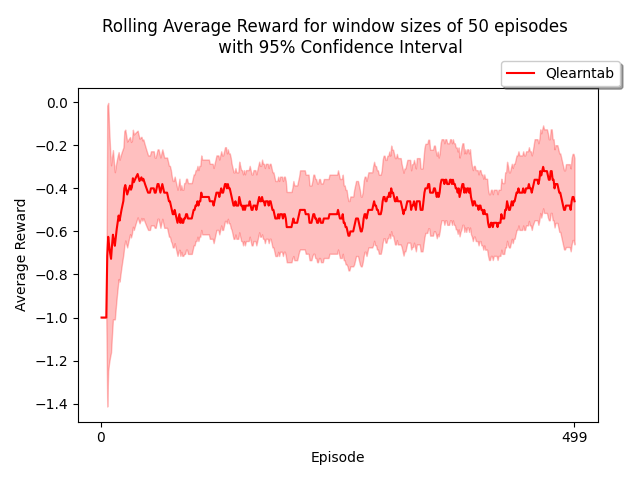 Rolling Average Reward for window sizes of 50 episodes
with 95% Confidence Interval
Qlearntab
0.0
−0.2
−0.4
−0.6
−0.8
−1.0
−1.2
−1.4
Average Reward
0
499
Episode